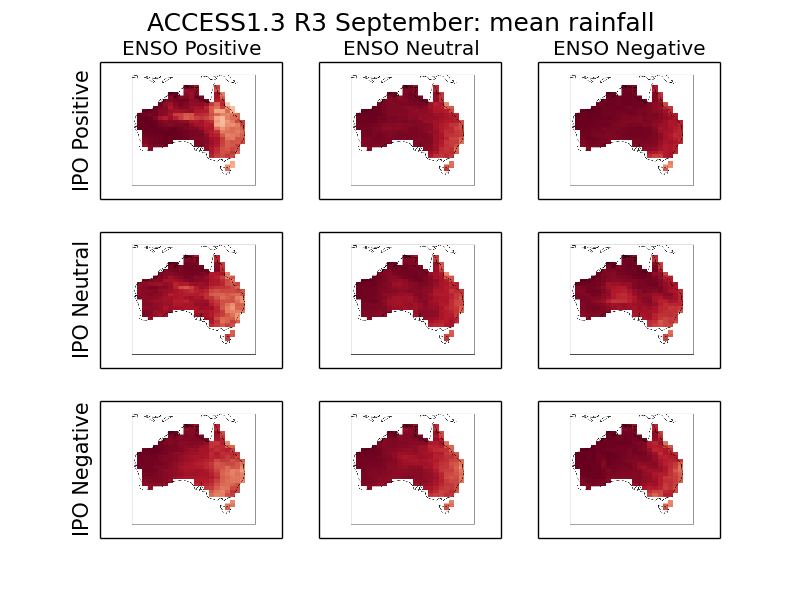 ACCESS1.3 R3 September: mean rainfall
ENSO Positive
ENSO Neutral
ENSO Negative
IPO Positive
IPO Neutral
IPO Negative